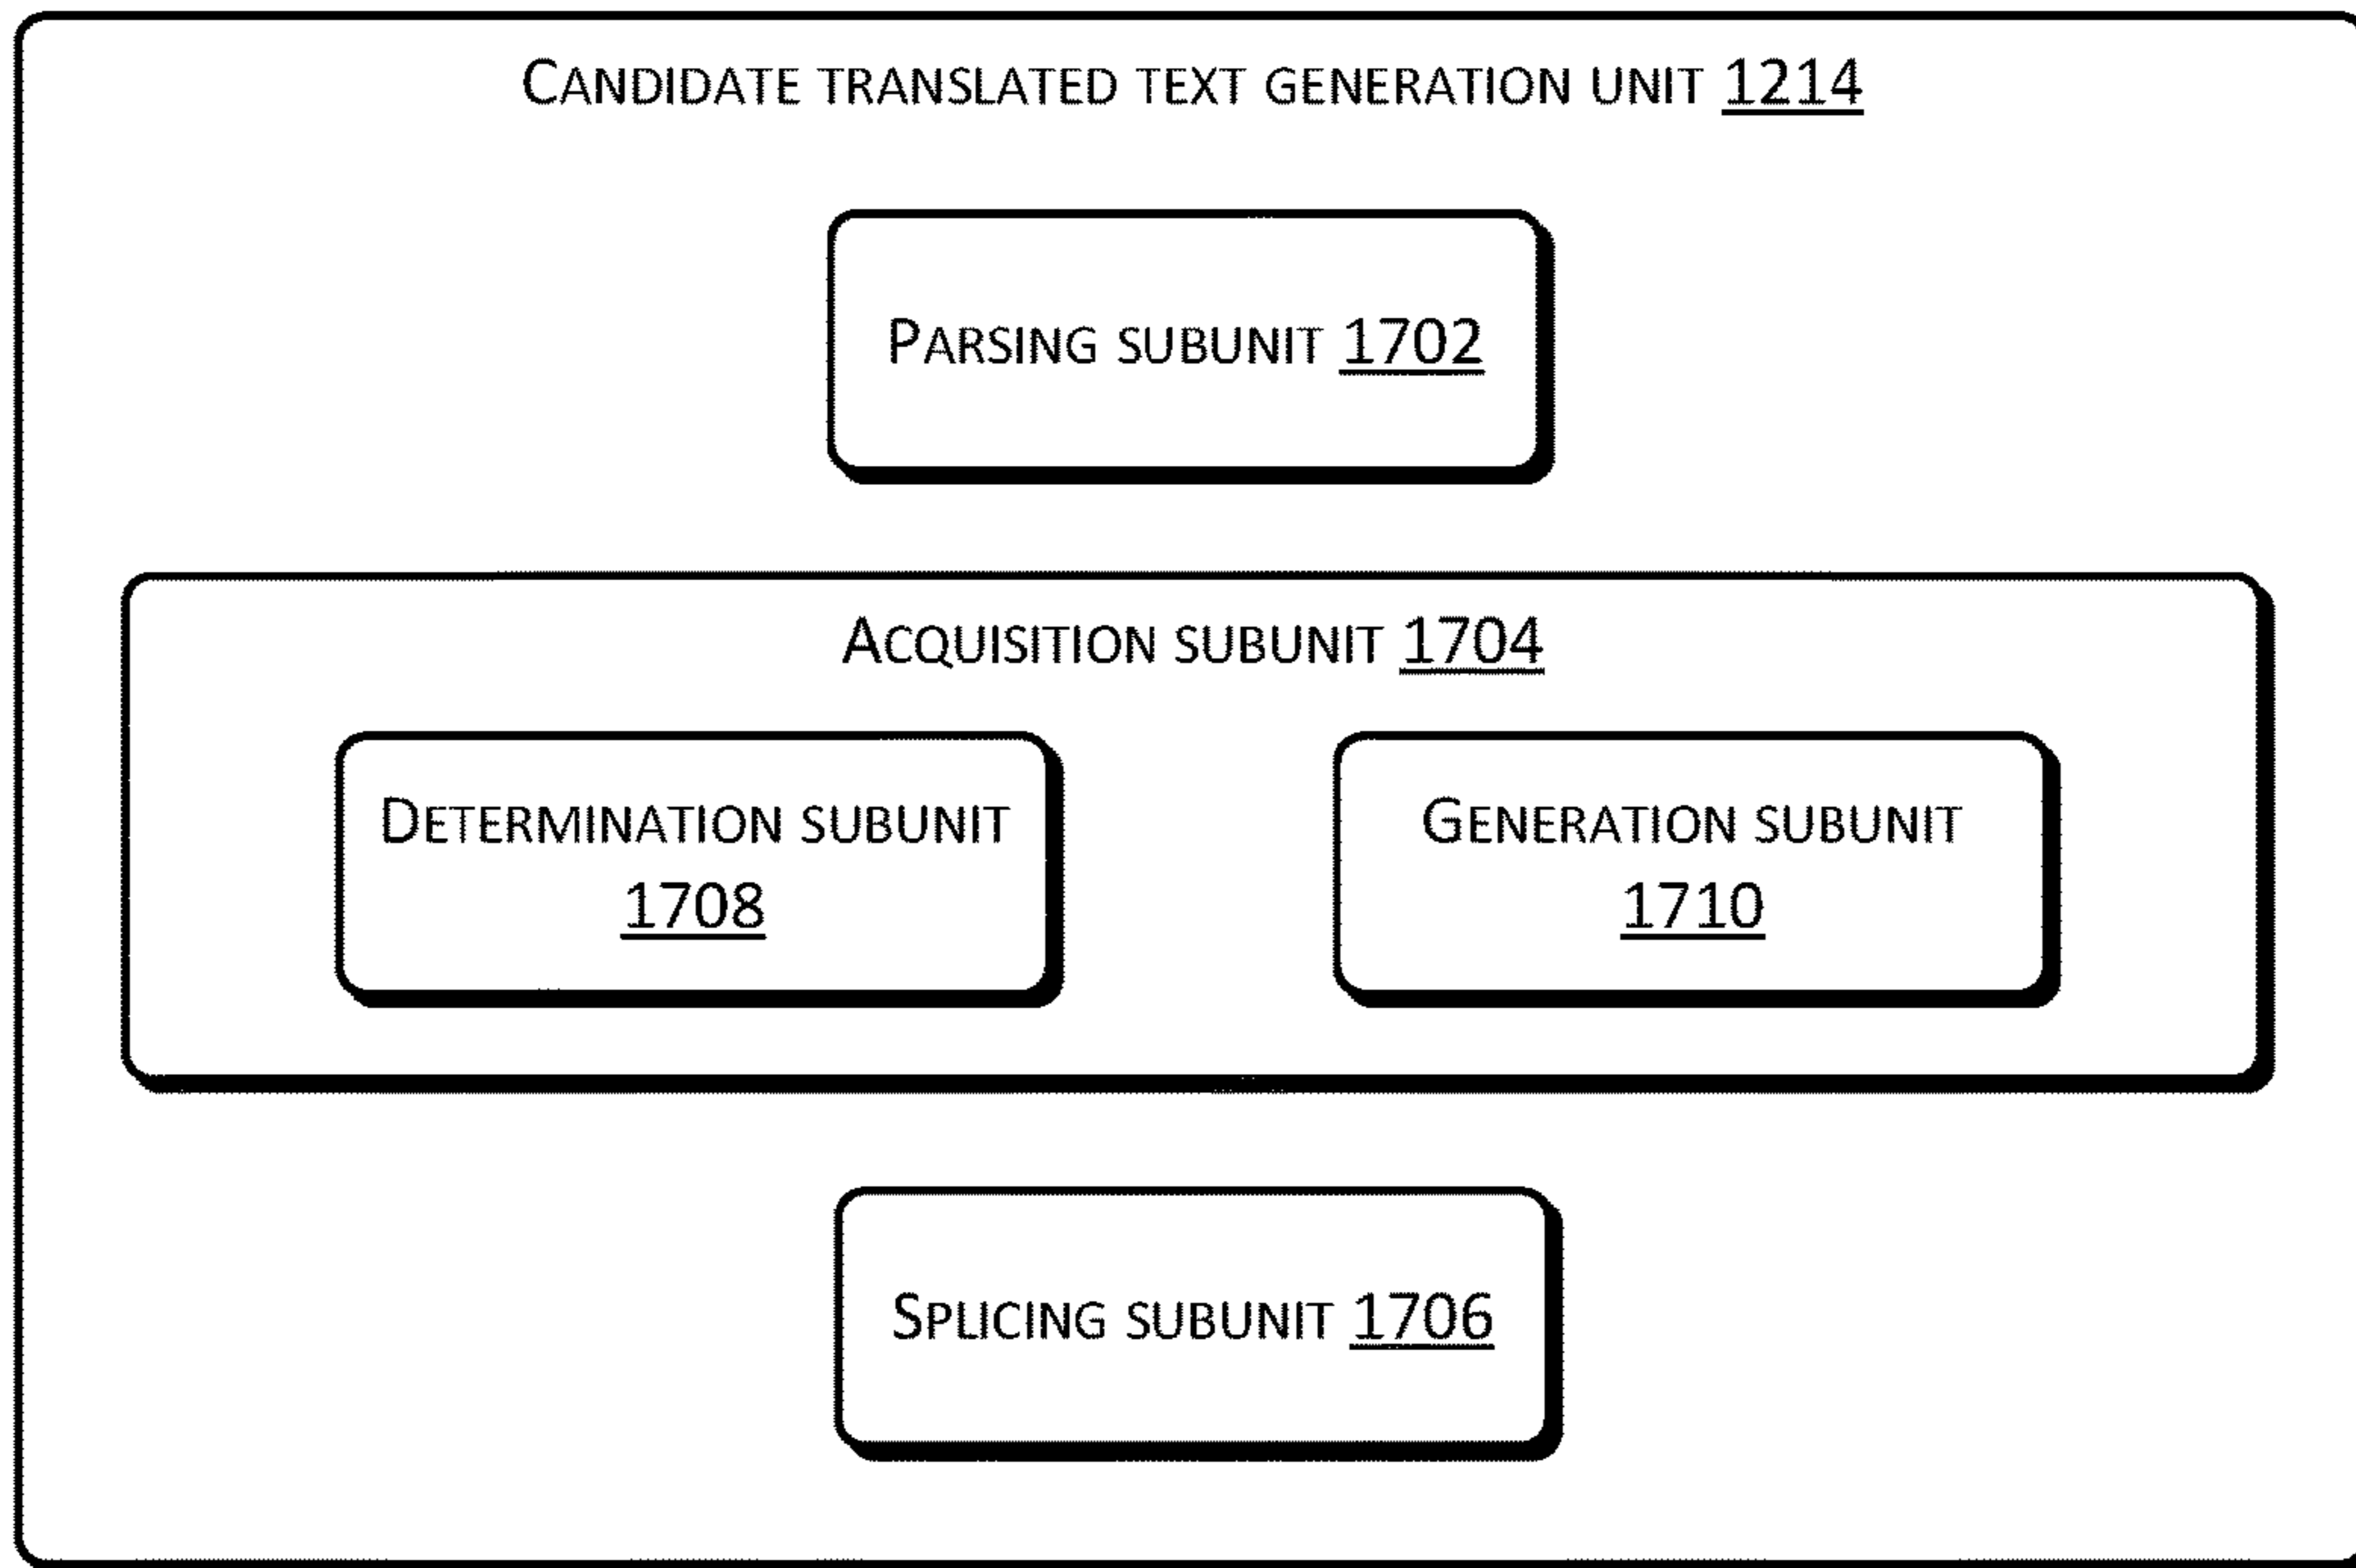 CANDIDATE TRANSLATED TEXT GENERATION UNIT 1214
PARSING SUBUNIT 1702
ACQUISITION SUBUNIT 1704
DETERMINATION SUBUNIT
1708
GENERATION SUBUNIT
1710
SPLICING SUBUNIT 1706